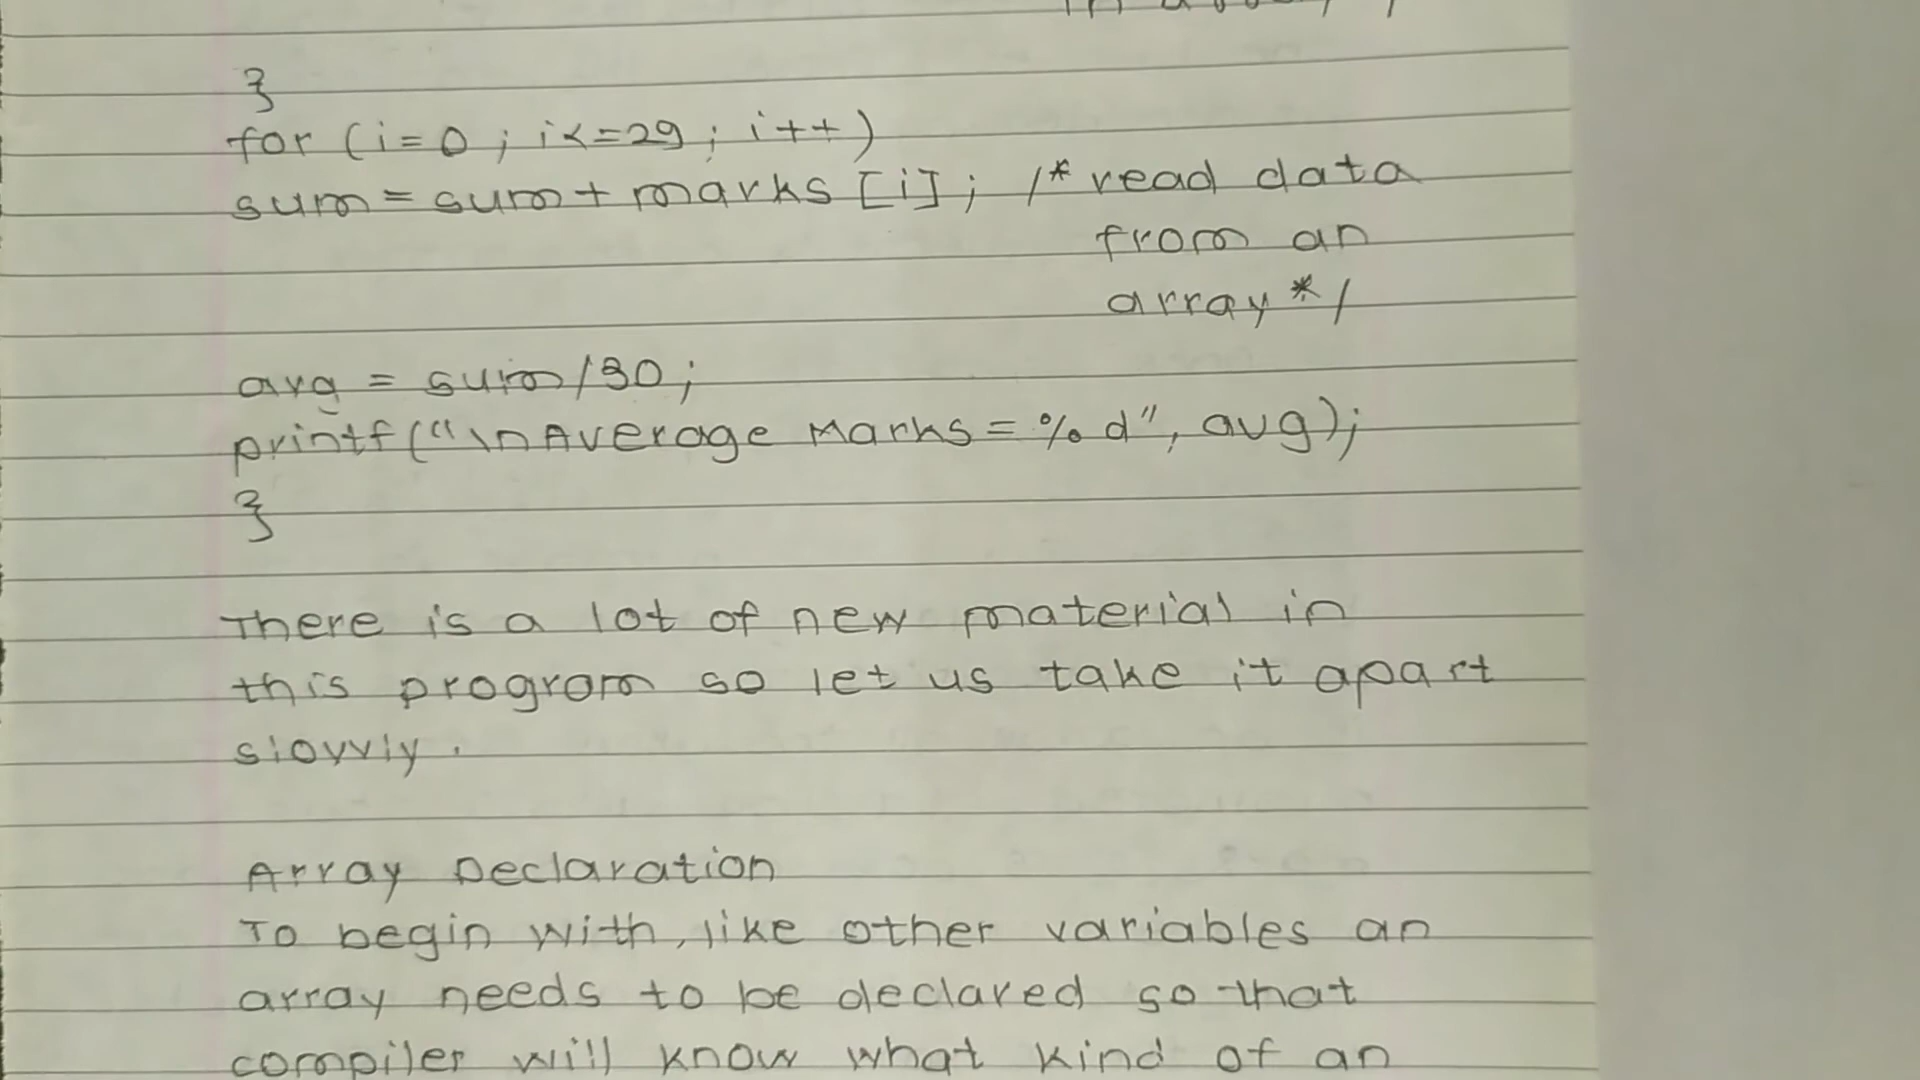 }
for (i=0; i<=29; i++)
sum=sum+marks [i]; /* read data
from an
array */
avg = sum/30;
printf("\nAverage Marks=%d", avg);
}
There is a lot of new material in
this program so let us take it apart
slowly.
Array Declaration
To begin with, like other variables an
array needs to be declared so that
compiler will know what kind of an